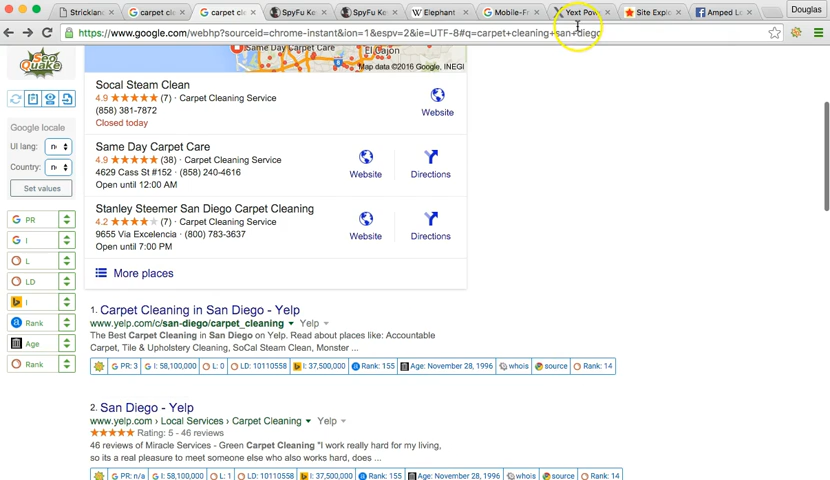 Stricklan
carpet cl
carpet cl
SpyFu Ke
SpyFu Ke
Elephant
Mobile-Fr
Yext Pow
Site Explo
Amped Lo
Douglas
https://www.google.com/webhp?sourceid=chrome-instant&ion=1&espv=2&ie=UTF-8#q=carpet+cleaning+san+diego
SeoQuake
Google locale
UI lang: n
Country: n
Set values
PR
I
L
LD
I
Rank
Age
Rank
Same Day Carpet Care
El Cajon
Map data ©2016 Google, INEGI
Socal Steam Clean
4.9 ★★★★★ (7) · Carpet Cleaning Service
(858) 381-7872
Closed today
Website
Same Day Carpet Care
4.9 ★★★★★ (38) · Carpet Cleaning Service
4629 Cass St #152 · (858) 240-4616
Open until 12:00 AM
Website
Directions
Stanley Steemer San Diego Carpet Cleaning
4.2 ★★★★★ (7) · Carpet Cleaning Service
9655 Via Excelencia · (800) 783-3637
Open until 7:00 PM
Website
Directions
More places
1. Carpet Cleaning in San Diego - Yelp
www.yelp.com/c/san-diego/carpet_cleaning ▾ Yelp ▾
The Best Carpet Cleaning in San Diego on Yelp. Read about places like: Accountable
Carpet, Tile & Upholstery Cleaning, SoCal Steam Clean, Monster ...
PR: 3 I: 58,100,000 L: 0 LD: 10110558 I: 37,500,000 Rank: 155 Age: November 28, 1996 whois source Rank: 14
2. San Diego - Yelp
www.yelp.com › Local Services › Carpet Cleaning ▾ Yelp ▾
★★★★★ Rating: 5 - 46 reviews
46 reviews of Miracle Services - Green Carpet Cleaning "I work really hard for my living,
so its a real pleasure to meet someone else who also works hard, does ...
PR: n/a I: 58,100,000 L: 1 LD: 10110558 I: 37,500,000 Rank: 155 Age: November 28, 1996 whois source Rank: 14